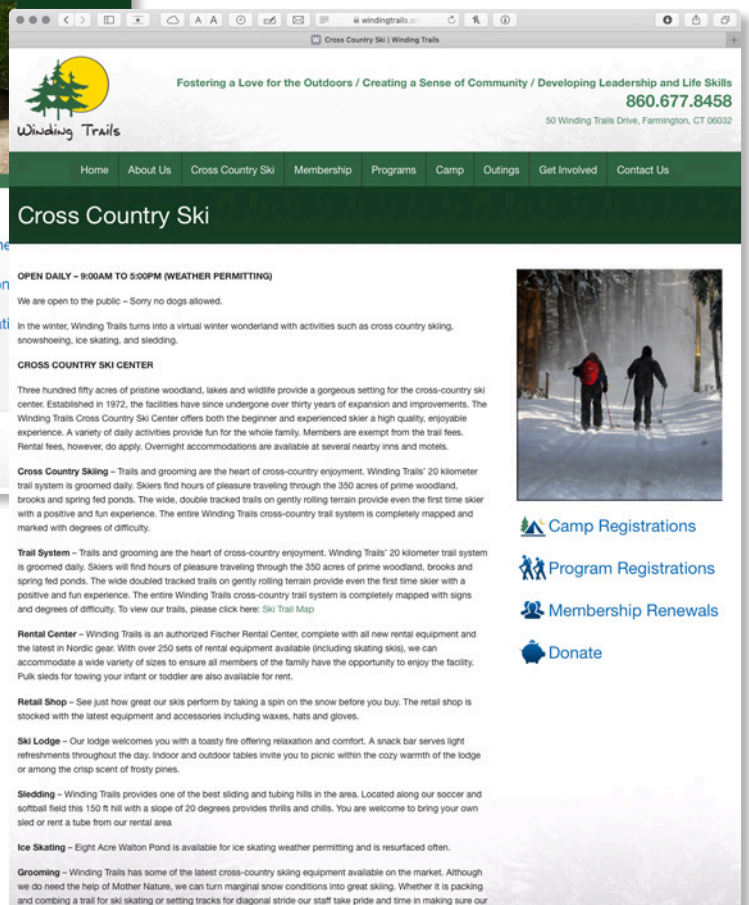 windingtrails.or
Cross Country Ski | Winding Trails
Winding Trails
Fostering a Love for the Outdoors / Creating a Sense of Community / Developing Leadership and Life Skills
860.677.8458
50 Winding Trails Drive, Farmington, CT 06032
Home About Us Cross Country Ski Membership Programs Camp Outings Get Involved Contact Us
Cross Country Ski
OPEN DAILY – 9:00AM TO 5:00PM (WEATHER PERMITTING)
We are open to the public – Sorry no dogs allowed.
In the winter, Winding Trails turns into a virtual winter wonderland with activities such as cross country skiing,
snowshoeing, ice skating, and sledding.
CROSS COUNTRY SKI CENTER
Three hundred fifty acres of pristine woodland, lakes and wildlife provide a gorgeous setting for the cross-country ski
center. Established in 1972, the facilities have since undergone over thirty years of expansion and improvements. The
Winding Trails Cross Country Ski Center offers both the beginner and experienced skier a high quality, enjoyable
experience. A variety of daily activities provide fun for the whole family. Members are exempt from the trail fees.
Rental fees, however, do apply. Overnight accommodations are available at several nearby inns and motels.
Cross Country Skiing – Trails and grooming are the heart of cross-country enjoyment. Winding Trails' 20 kilometer
trail system is groomed daily. Skiers find hours of pleasure traveling through the 350 acres of prime woodland,
brooks and spring fed ponds. The wide, double tracked trails on gently rolling terrain provide even the first time skier
with a positive and fun experience. The entire Winding Trails cross-country trail system is completely mapped and
marked with degrees of difficulty.
Trail System – Trails and grooming are the heart of cross-country enjoyment. Winding Trails' 20 kilometer trail system
is groomed daily. Skiers will find hours of pleasure traveling through the 350 acres of prime woodland, brooks and
spring fed ponds. The wide doubled tracked trails on gently rolling terrain provide even the first time skier with a
positive and fun experience. The entire Winding Trails cross-country trail system is completely mapped with signs
and degrees of difficulty. To view our trails, please click here: Ski Trail Map
Rental Center – Winding Trails is an authorized Fischer Rental Center, complete with all new rental equipment and
the latest in Nordic gear. With over 250 sets of rental equipment available (including skating skis), we can
accommodate a wide variety of sizes to ensure all members of the family have the opportunity to enjoy the facility.
Pulk sleds for towing your infant or toddler are also available for rent.
Retail Shop – See just how great our skis perform by taking a spin on the snow before you buy. The retail shop is
stocked with the latest equipment and accessories including waxes, hats and gloves.
Ski Lodge – Our lodge welcomes you with a toasty fire offering relaxation and comfort. A snack bar serves light
refreshments throughout the day. Indoor and outdoor tables invite you to picnic within the cozy warmth of the lodge
or among the crisp scent of frosty pines.
Sledding – Winding Trails provides one of the best sliding and tubing hills in the area. Located along our soccer and
softball field this 150 ft hill with a slope of 20 degrees provides thrills and chills. You are welcome to bring your own
sled or rent a tube from our rental area
Ice Skating – Eight Acre Walton Pond is available for ice skating weather permitting and is resurfaced often.
Grooming – Winding Trails has some of the latest cross-country skiing equipment available on the market. Although
we do need the help of Mother Nature, we can turn marginal snow conditions into great skiing. Whether it is packing
and combing a trail for ski skating or setting tracks for diagonal stride our staff take pride and time in making sure our
Camp Registrations
Program Registrations
Membership Renewals
Donate